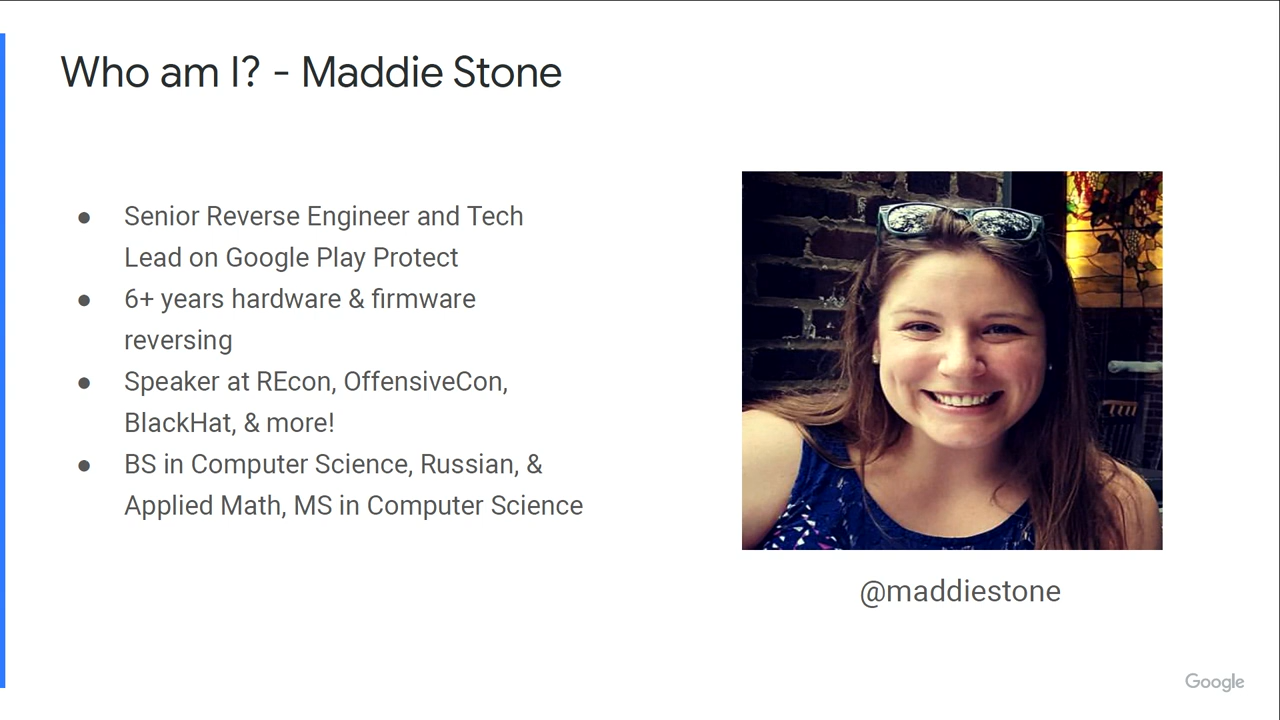 Who am I? - Maddie Stone
● Senior Reverse Engineer and Tech
Lead on Google Play Protect
● 6+ years hardware & firmware
reversing
● Speaker at REcon, OffensiveCon,
BlackHat, & more!
● BS in Computer Science, Russian, &
Applied Math, MS in Computer Science
@maddiestone
Google